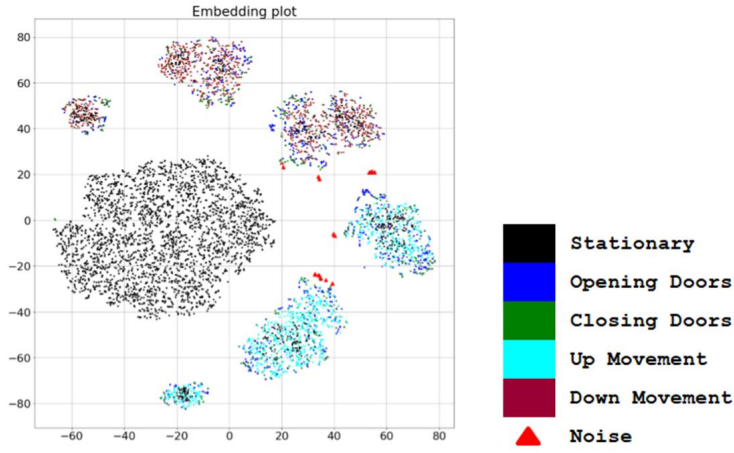 Embedding plot
80
60
40
20
0
−20
−40
−60
−80
−60
−40
−20
0
20
40
60
80
Stationary
Opening Doors
Closing Doors
Up Movement
Down Movement
Noise